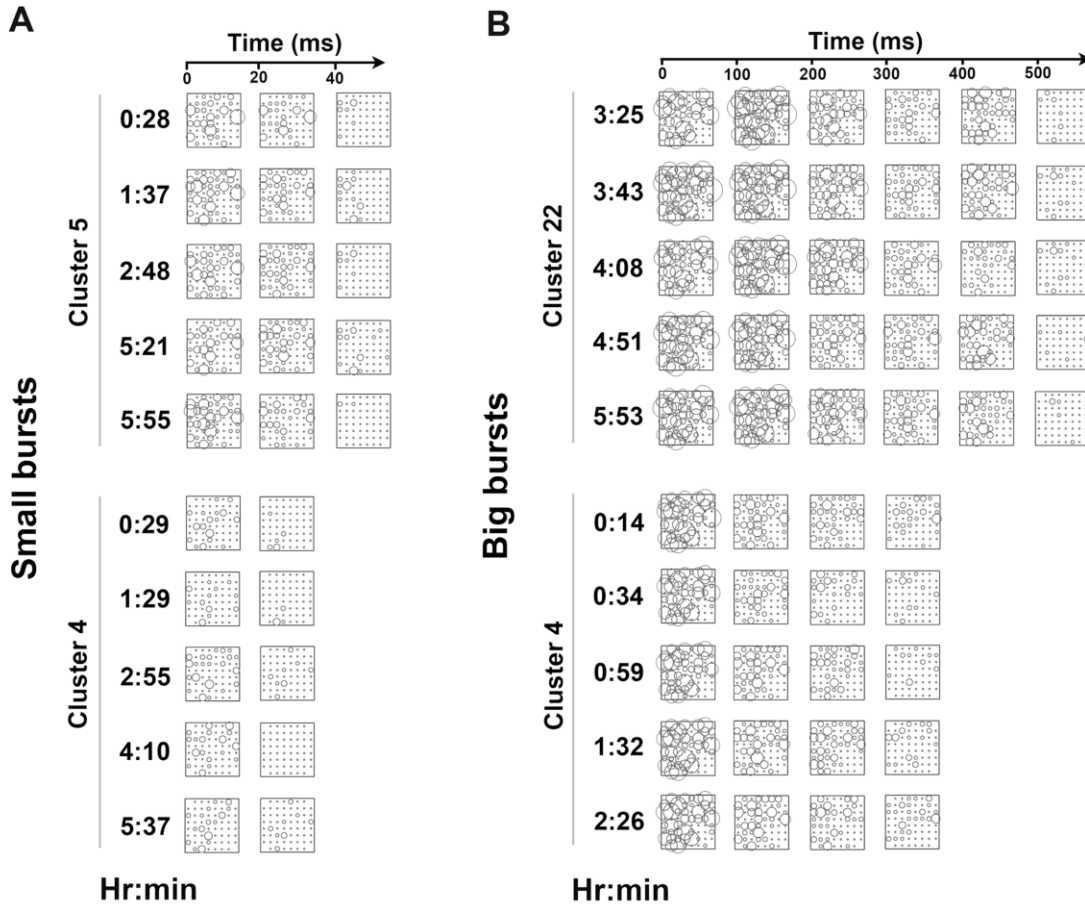 A
Time (ms)
0 20 40
Small bursts
Cluster 5
0:28
1:37
2:48
5:21
5:55
Cluster 4
0:29
1:29
2:55
4:10
5:37
Hr:min
B
Time (ms)
0 100 200 300 400 500
Big bursts
Cluster 22
3:25
3:43
4:08
4:51
5:53
Cluster 4
0:14
0:34
0:59
1:32
2:26
Hr:min